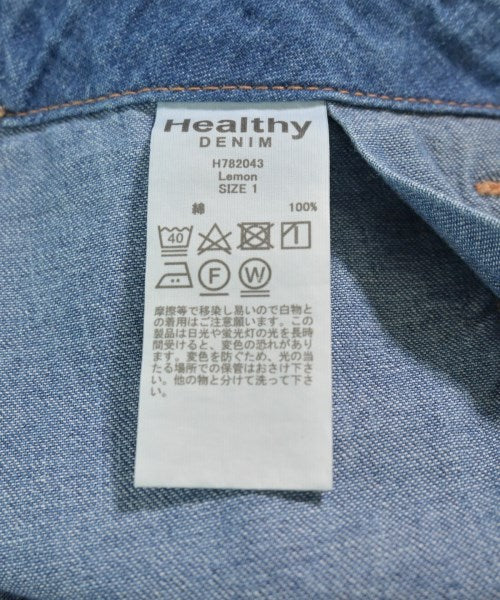 Healthy
DENIM
H782043
Lemon
SIZE 1
綿 100%
40
F W
摩擦等で移染し易いので白物と
の着用はご注意願います。この
製品は日光や蛍光灯の光を長時
間受けると、変色の恐れがあり
ます。変色を防ぐため、光の当
たる場所での保管はおさけ下さ
い。他の物と分けて洗って下さ
い。